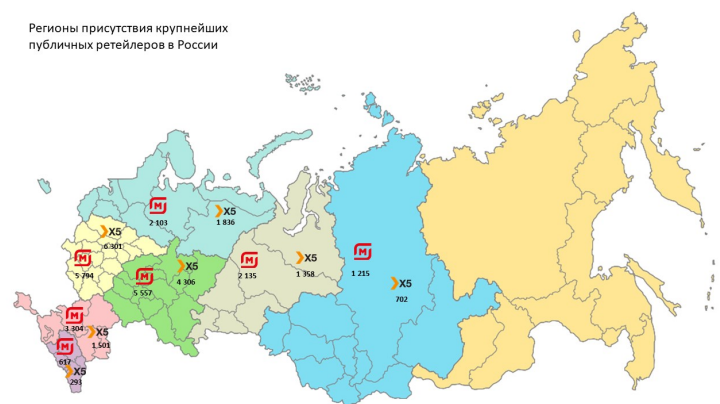 Регионы присутствия крупнейших
публичных ретейлеров в России
М
2 103
X5
1 836
X5
6 301
М
5 794
X5
4 306
М
5 557
М
2 135
X5
1 358
М
1 215
X5
702
М
3 304
X5
1 501
М
617
X5
293